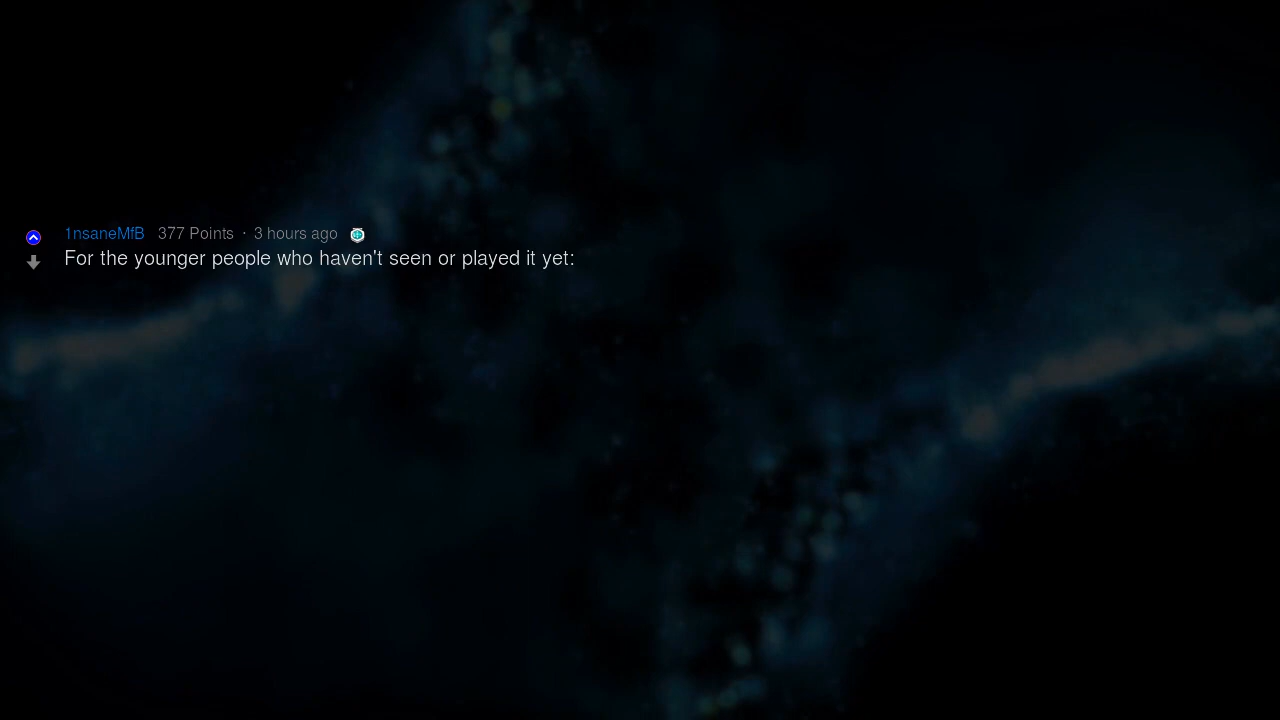 1nsaneMfB 377 Points · 3 hours ago
For the younger people who haven't seen or played it yet: